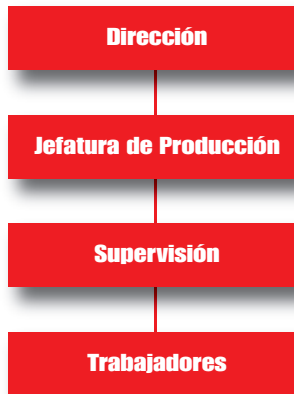 Dirección
Jefatura de Producción
Supervisión
Trabajadores